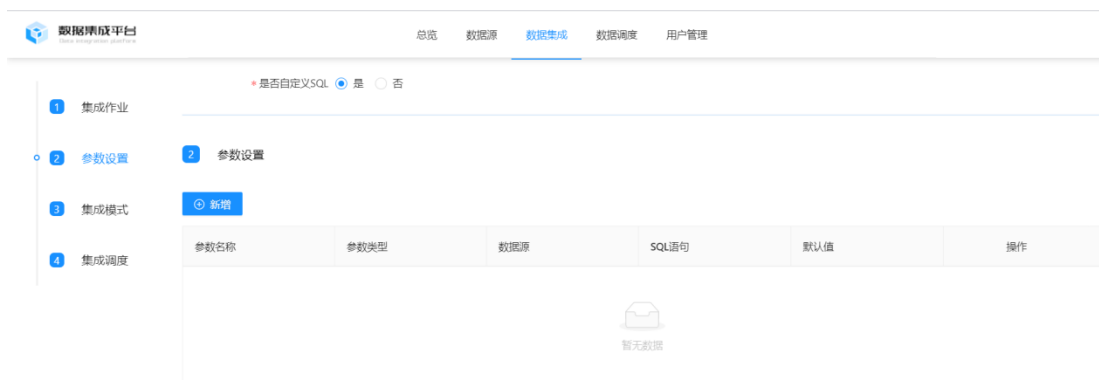 数据集成平台
总览 数据源 数据集成 数据调度 用户管理
* 是否自定义SQL 是 否
1 集成作业
2 参数设置
3 集成模式
4 集成调度
2 参数设置
新增
参数名称 参数类型 数据源 SQL语句 默认值 操作
暂无数据